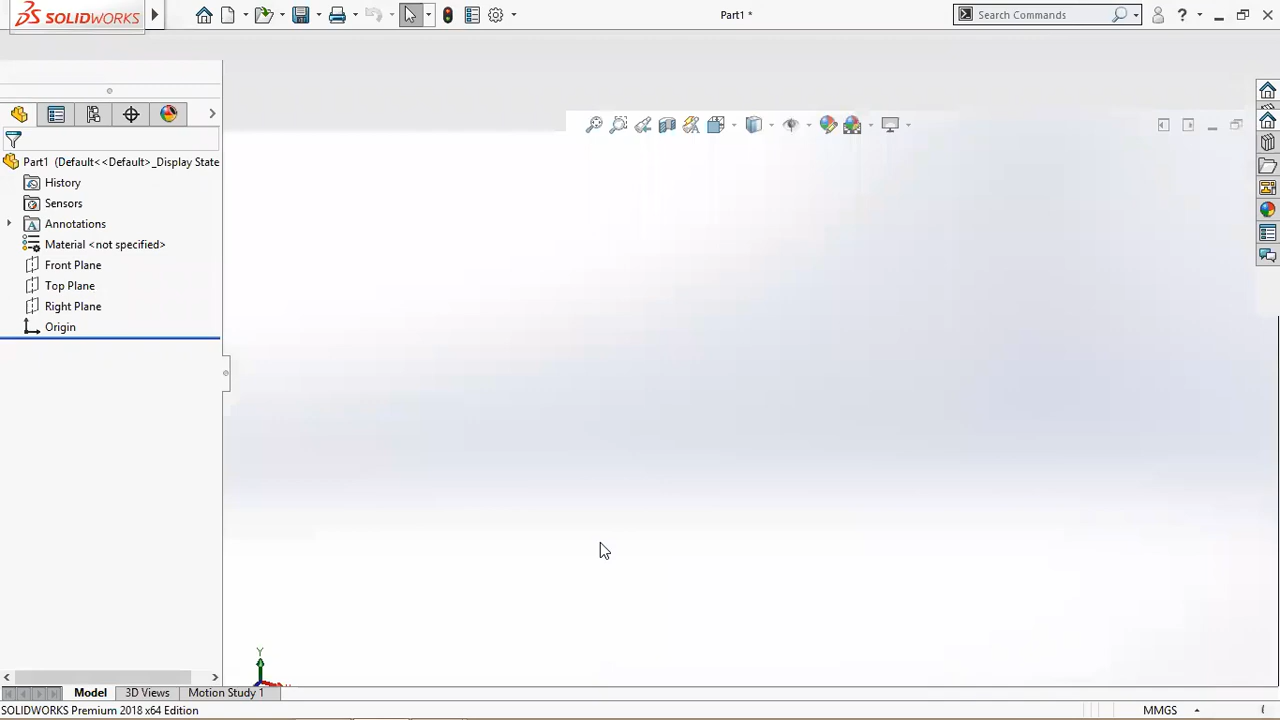 SOLIDWORKS
Part1 *
Search Commands
?
Part1 (Default<<Default>_Display State
History
Sensors
Annotations
Material <not specified>
Front Plane
Top Plane
Right Plane
Origin
Y
Model
3D Views
Motion Study 1
SOLIDWORKS Premium 2018 x64 Edition
MMGS